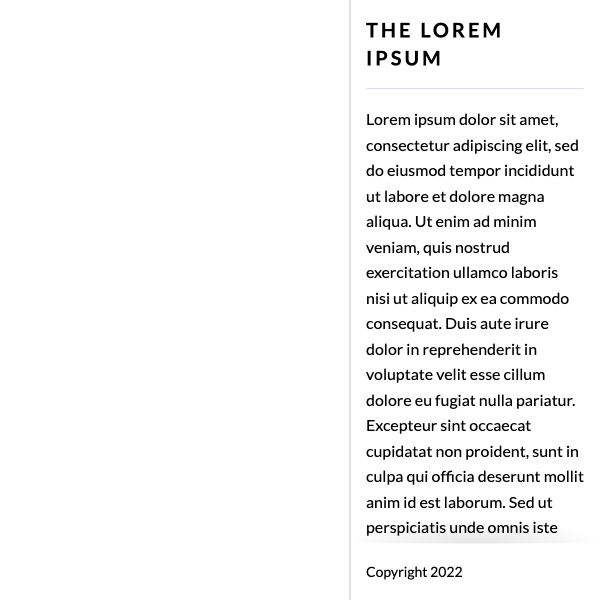 THE LOREM
IPSUM
Lorem ipsum dolor sit amet,
consectetur adipiscing elit, sed
do eiusmod tempor incididunt
ut labore et dolore magna
aliqua. Ut enim ad minim
veniam, quis nostrud
exercitation ullamco laboris
nisi ut aliquip ex ea commodo
consequat. Duis aute irure
dolor in reprehenderit in
voluptate velit esse cillum
dolore eu fugiat nulla pariatur.
Excepteur sint occaecat
cupidatat non proident, sunt in
culpa qui officia deserunt mollit
anim id est laborum. Sed ut
perspiciatis unde omnis iste
Copyright 2022